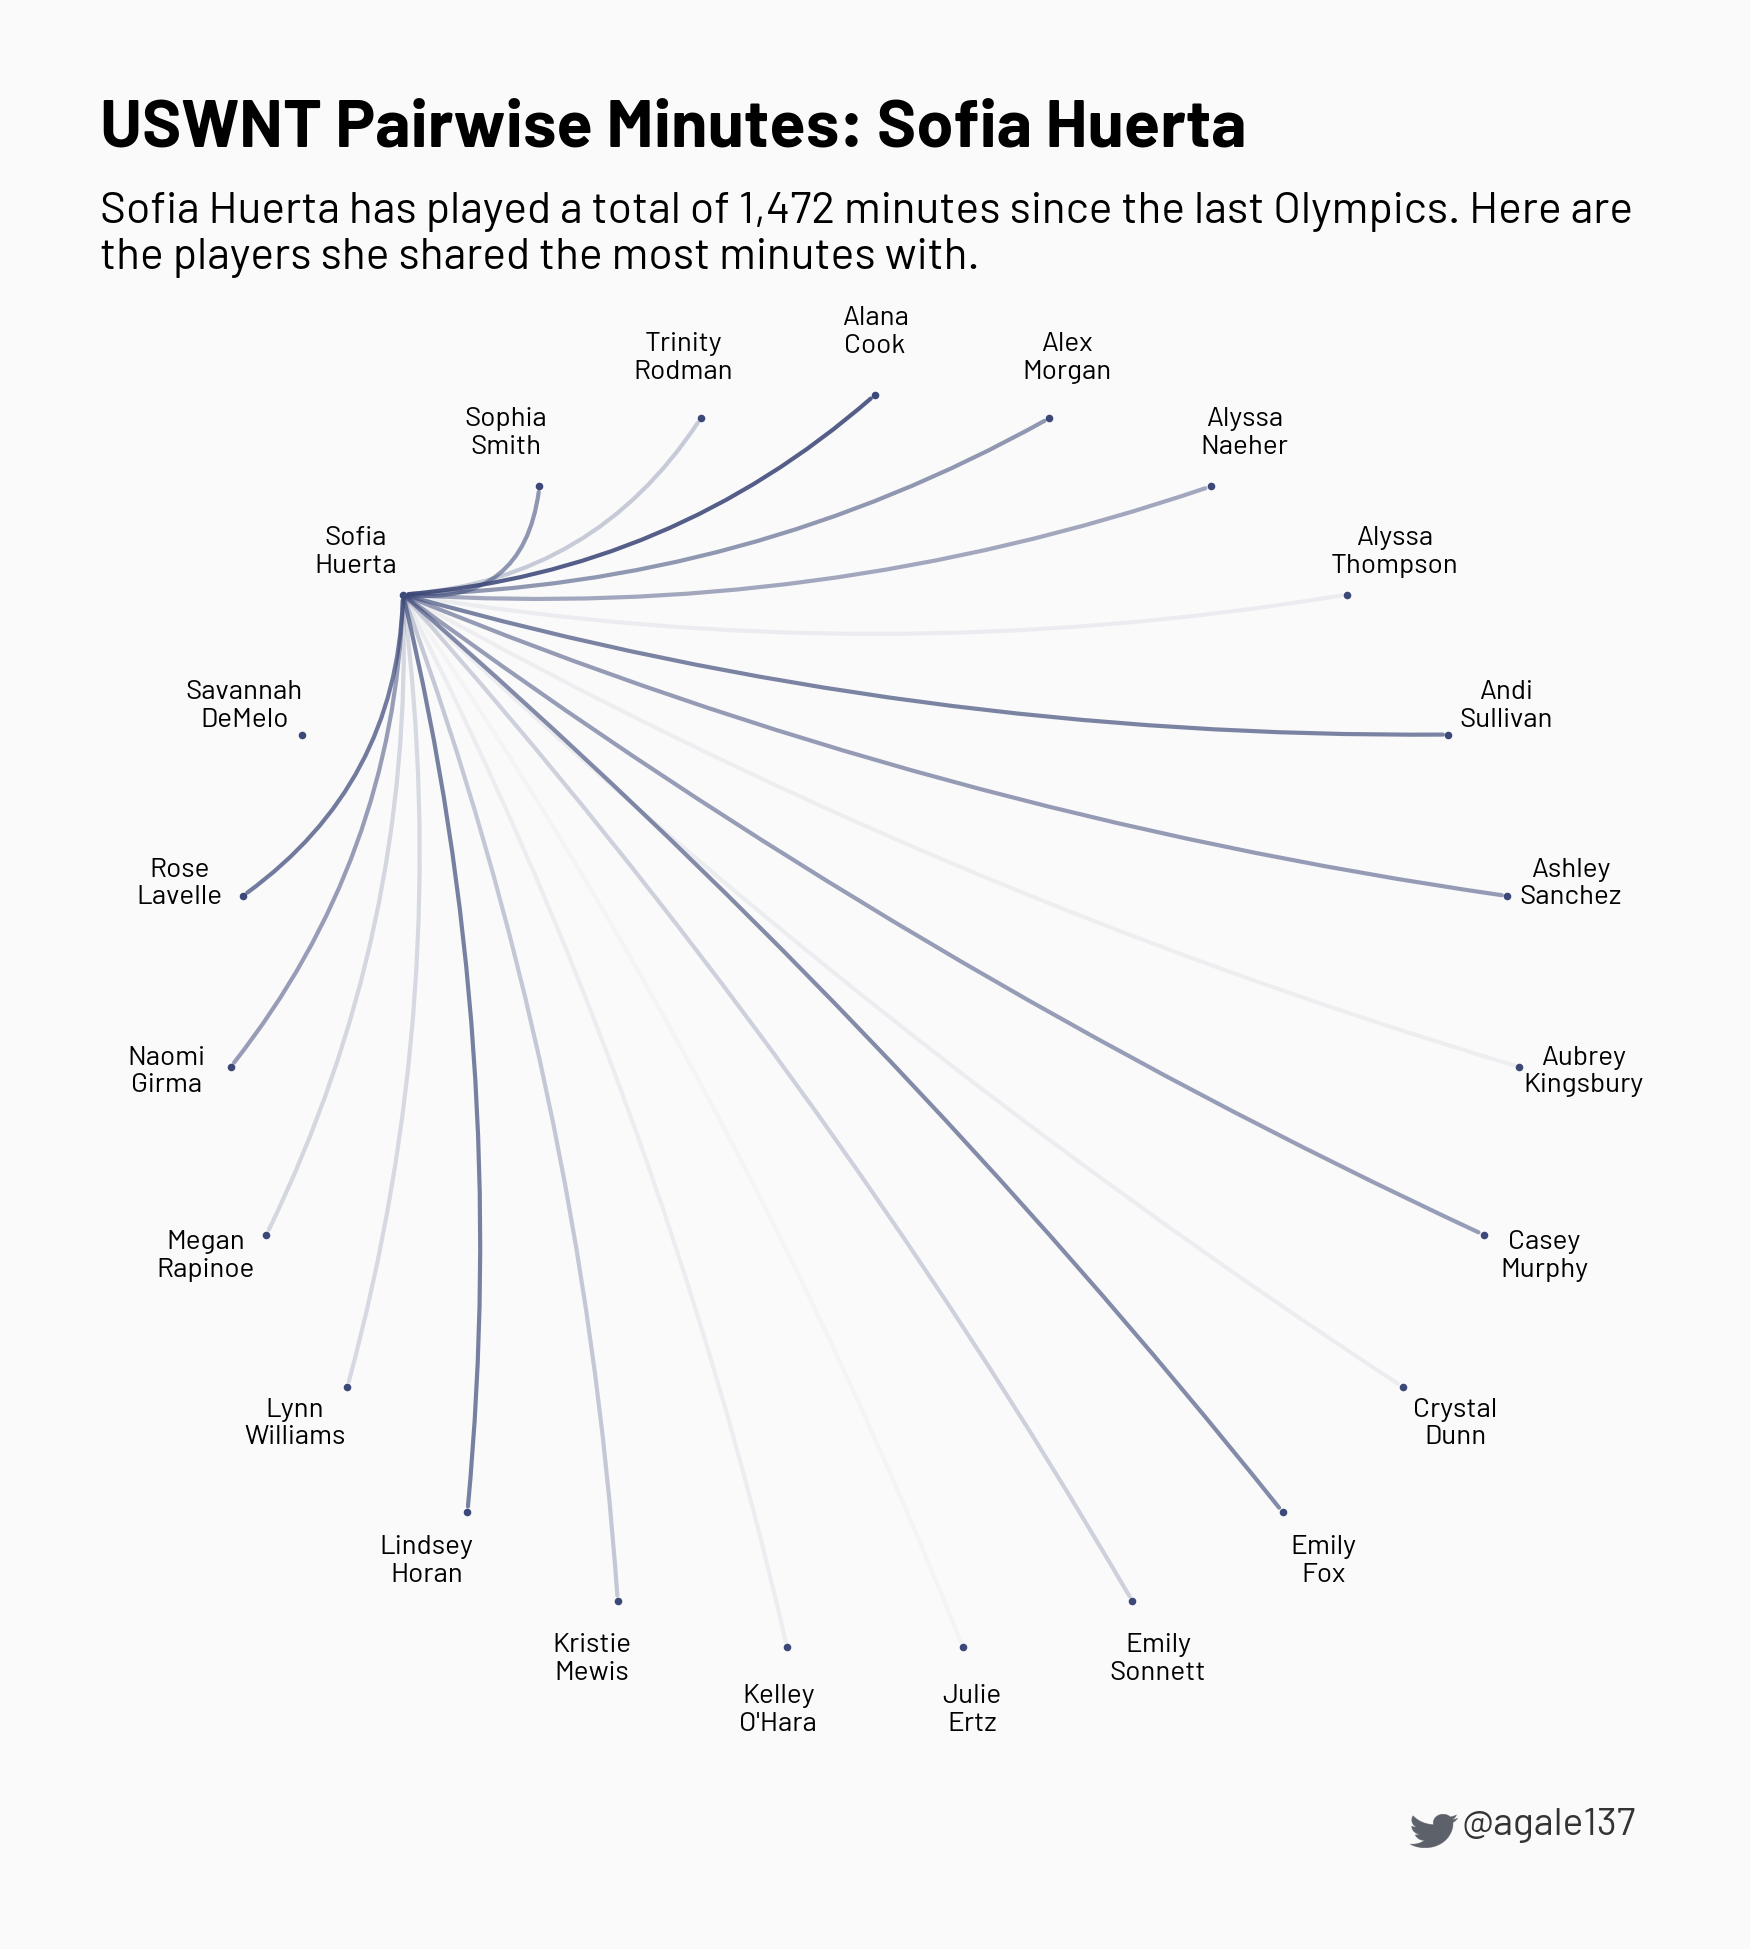 USWNT Pairwise Minutes: Sofia Huerta
Sofia Huerta has played a total of 1,472 minutes since the last Olympics. Here are
the players she shared the most minutes with.
Alana
Cook
Trinity
Rodman
Alex
Morgan
Sophia
Smith
Alyssa
Naeher
Sofia
Huerta
Alyssa
Thompson
Savannah
DeMelo
Andi
Sullivan
Rose
Lavelle
Ashley
Sanchez
Naomi
Girma
Aubrey
Kingsbury
Megan
Rapinoe
Casey
Murphy
Lynn
Williams
Crystal
Dunn
Lindsey
Horan
Emily
Fox
Kristie
Mewis
Emily
Sonnett
Kelley
O'Hara
Julie
Ertz
@agale137